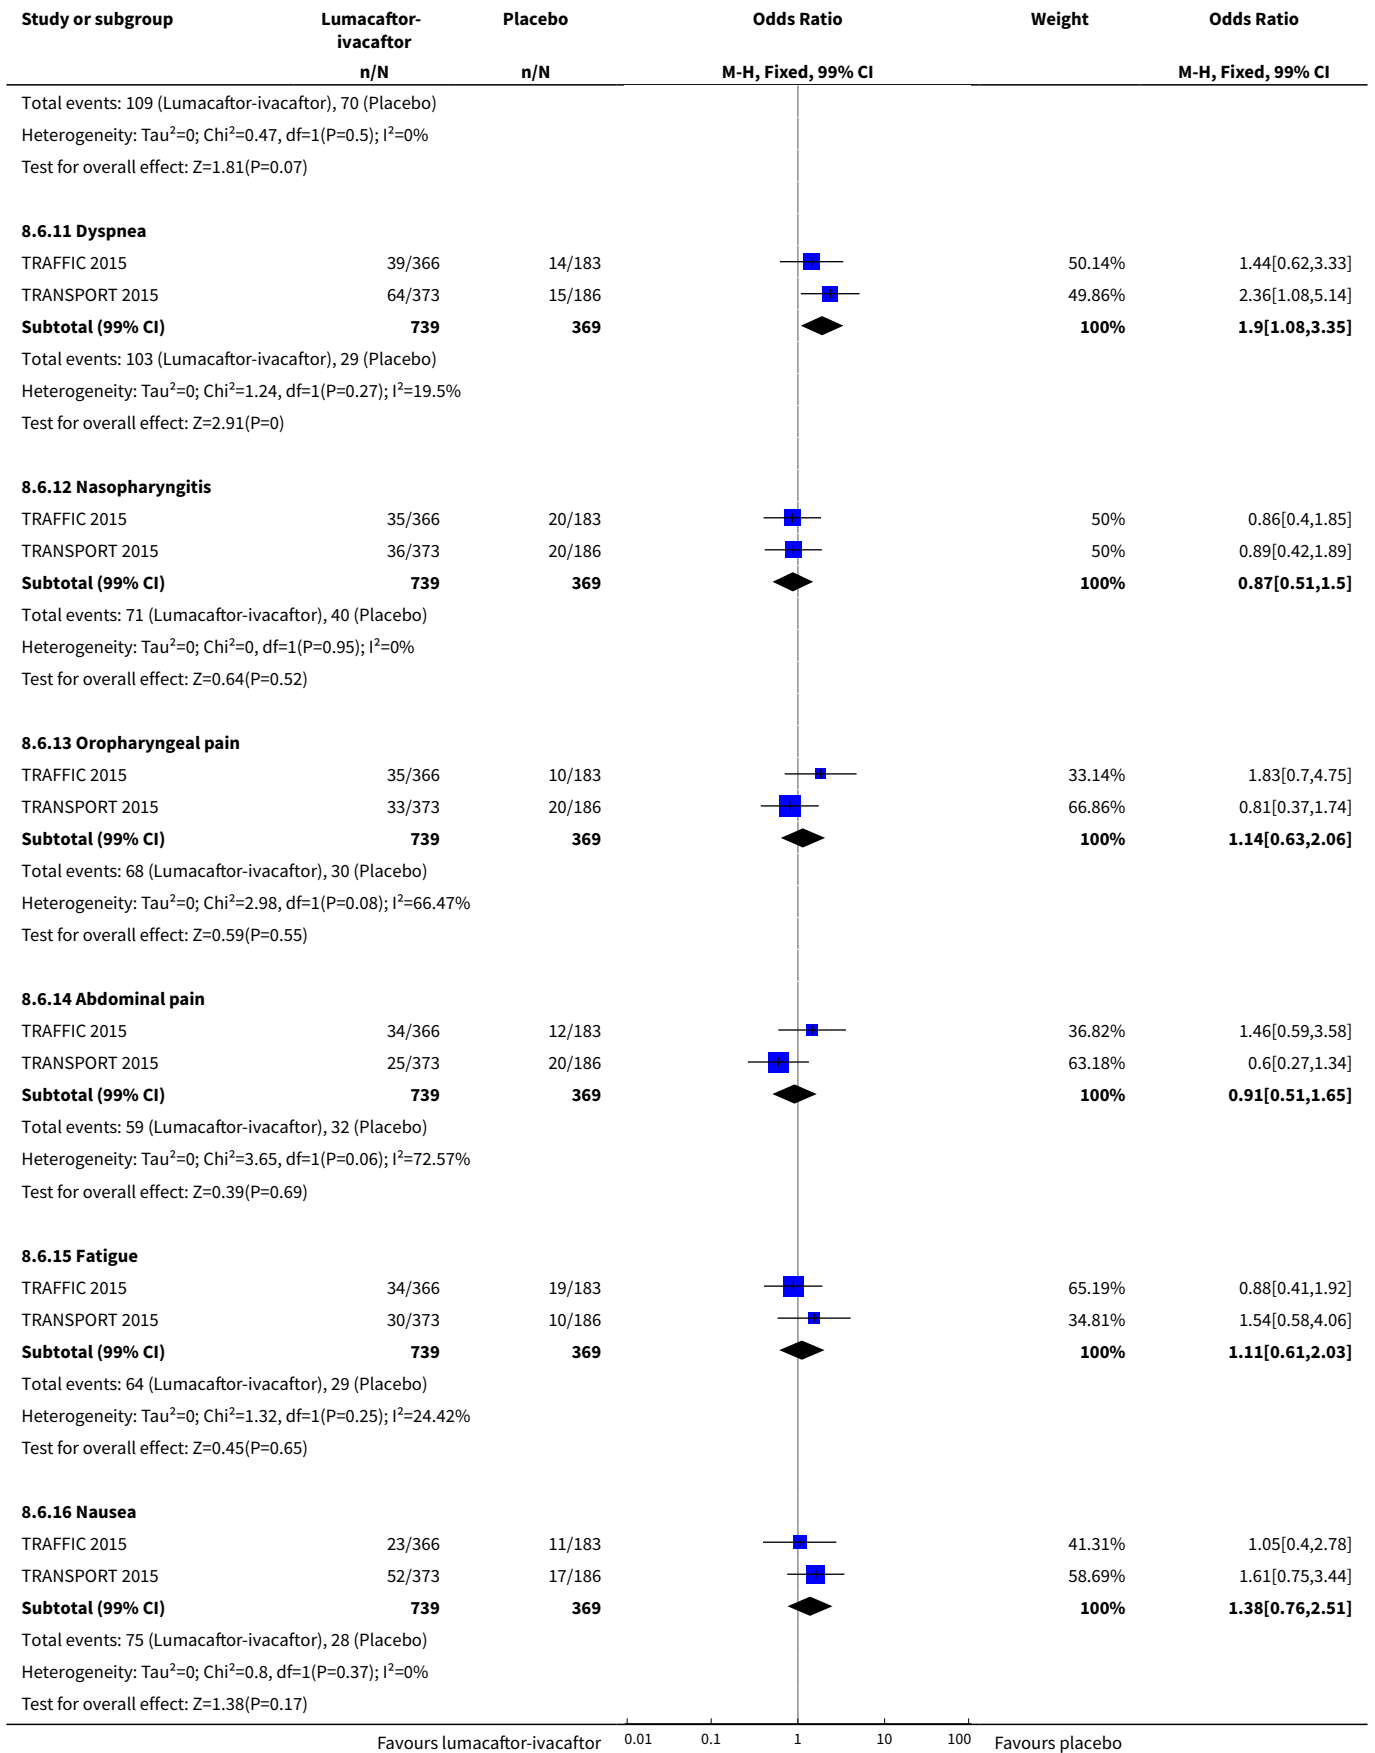 Study or subgroup Lumacaftor-ivacaftor Placebo Odds Ratio Weight Odds Ratio
n/N n/N M-H, Fixed, 99% CI M-H, Fixed, 99% CI
Total events: 109 (Lumacaftor-ivacaftor), 70 (Placebo)
Heterogeneity: Tau²=0; Chi²=0.47, df=1(P=0.5); I²=0%
Test for overall effect: Z=1.81(P=0.07)
8.6.11 Dyspnea
TRAFFIC 2015 39/366 14/183 50.14% 1.44[0.62,3.33]
TRANSPORT 2015 64/373 15/186 49.86% 2.36[1.08,5.14]
Subtotal (99% CI) 739 369 100% 1.9[1.08,3.35]
Total events: 103 (Lumacaftor-ivacaftor), 29 (Placebo)
Heterogeneity: Tau²=0; Chi²=1.24, df=1(P=0.27); I²=19.5%
Test for overall effect: Z=2.91(P=0)
8.6.12 Nasopharyngitis
TRAFFIC 2015 35/366 20/183 50% 0.86[0.4,1.85]
TRANSPORT 2015 36/373 20/186 50% 0.89[0.42,1.89]
Subtotal (99% CI) 739 369 100% 0.87[0.51,1.5]
Total events: 71 (Lumacaftor-ivacaftor), 40 (Placebo)
Heterogeneity: Tau²=0; Chi²=0, df=1(P=0.95); I²=0%
Test for overall effect: Z=0.64(P=0.52)
8.6.13 Oropharyngeal pain
TRAFFIC 2015 35/366 10/183 33.14% 1.83[0.7,4.75]
TRANSPORT 2015 33/373 20/186 66.86% 0.81[0.37,1.74]
Subtotal (99% CI) 739 369 100% 1.14[0.63,2.06]
Total events: 68 (Lumacaftor-ivacaftor), 30 (Placebo)
Heterogeneity: Tau²=0; Chi²=2.98, df=1(P=0.08); I²=66.47%
Test for overall effect: Z=0.59(P=0.55)
8.6.14 Abdominal pain
TRAFFIC 2015 34/366 12/183 36.82% 1.46[0.59,3.58]
TRANSPORT 2015 25/373 20/186 63.18% 0.6[0.27,1.34]
Subtotal (99% CI) 739 369 100% 0.91[0.51,1.65]
Total events: 59 (Lumacaftor-ivacaftor), 32 (Placebo)
Heterogeneity: Tau²=0; Chi²=3.65, df=1(P=0.06); I²=72.57%
Test for overall effect: Z=0.39(P=0.69)
8.6.15 Fatigue
TRAFFIC 2015 34/366 19/183 65.19% 0.88[0.41,1.92]
TRANSPORT 2015 30/373 10/186 34.81% 1.54[0.58,4.06]
Subtotal (99% CI) 739 369 100% 1.11[0.61,2.03]
Total events: 64 (Lumacaftor-ivacaftor), 29 (Placebo)
Heterogeneity: Tau²=0; Chi²=1.32, df=1(P=0.25); I²=24.42%
Test for overall effect: Z=0.45(P=0.65)
8.6.16 Nausea
TRAFFIC 2015 23/366 11/183 41.31% 1.05[0.4,2.78]
TRANSPORT 2015 52/373 17/186 58.69% 1.61[0.75,3.44]
Subtotal (99% CI) 739 369 100% 1.38[0.76,2.51]
Total events: 75 (Lumacaftor-ivacaftor), 28 (Placebo)
Heterogeneity: Tau²=0; Chi²=0.8, df=1(P=0.37); I²=0%
Test for overall effect: Z=1.38(P=0.17)
Favours lumacaftor-ivacaftor 0.01 0.1 1 10 100 Favours placebo